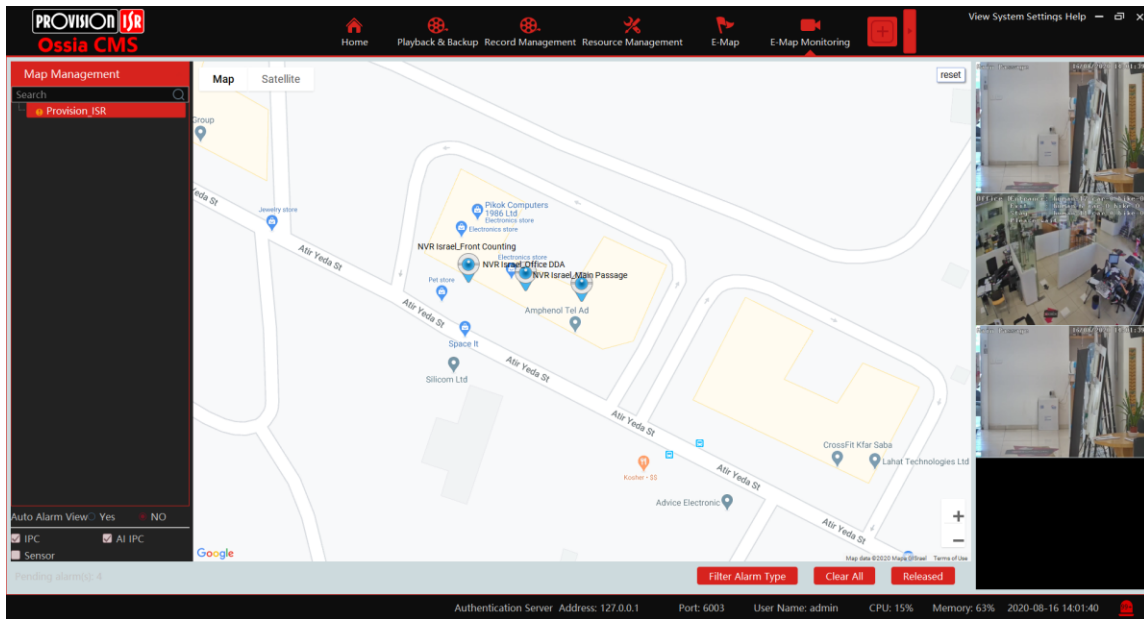 PROVISION ISR
Ossia CMS
Home
Playback & Backup
Record Management
Resource Management
E-Map
E-Map Monitoring
View System Settings Help
Map Management
Search
Provision_ISR
Auto Alarm View
Yes
NO
IPC
AI IPC
Sensor
Pending alarm(s): 4
Map
Satellite
reset
Group
Jewelry store
Atir Yeda St
Pikok Computers
1986 Ltd
Electronics store
Electronics store
NVR Israel_Front Counting
Electronics store
NVR Israel_Office DDA
NVR Israel_Main Passage
Pet store
Amphenol Tel Ad
Atir Yeda St
Space It
Silicom Ltd
Atir Yeda St
Atir Yeda St
CrossFit Kfar Saba
Lahat Technologies Ltd
Kosher • $$
Atir Yeda St
Advice Electronic
Atir Yeda St
Google
Map data ©2020 Mapa GISrael
Terms of Use
Filter Alarm Type
Clear All
Released
Authentication Server Address: 127.0.0.1
Port: 6003
User Name: admin
CPU: 15%
Memory: 63%
2020-08-16 14:01:40